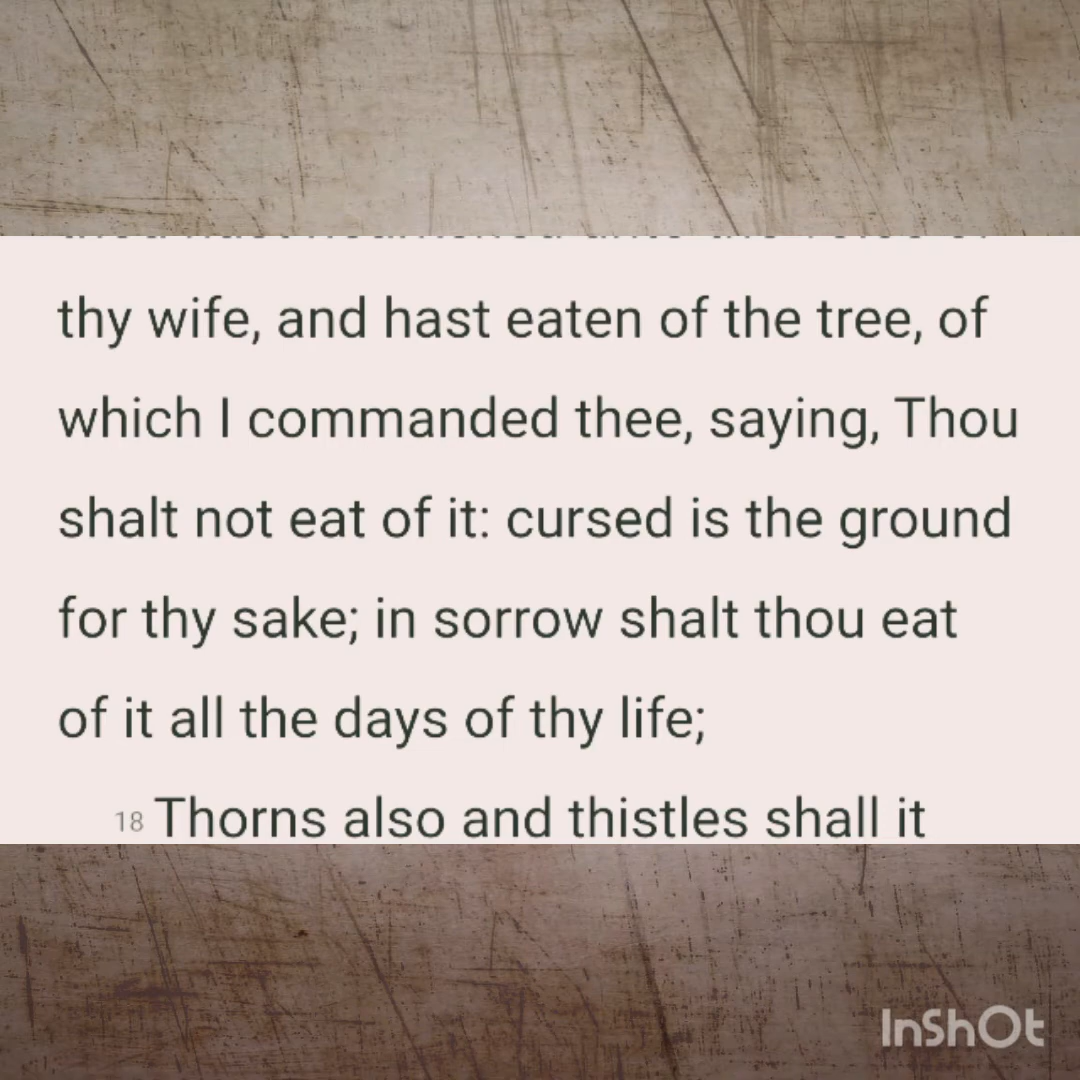 thy wife, and hast eaten of the tree, of
which I commanded thee, saying, Thou
shalt not eat of it: cursed is the ground
for thy sake; in sorrow shalt thou eat
of it all the days of thy life;
18 Thorns also and thistles shall it
InShOt